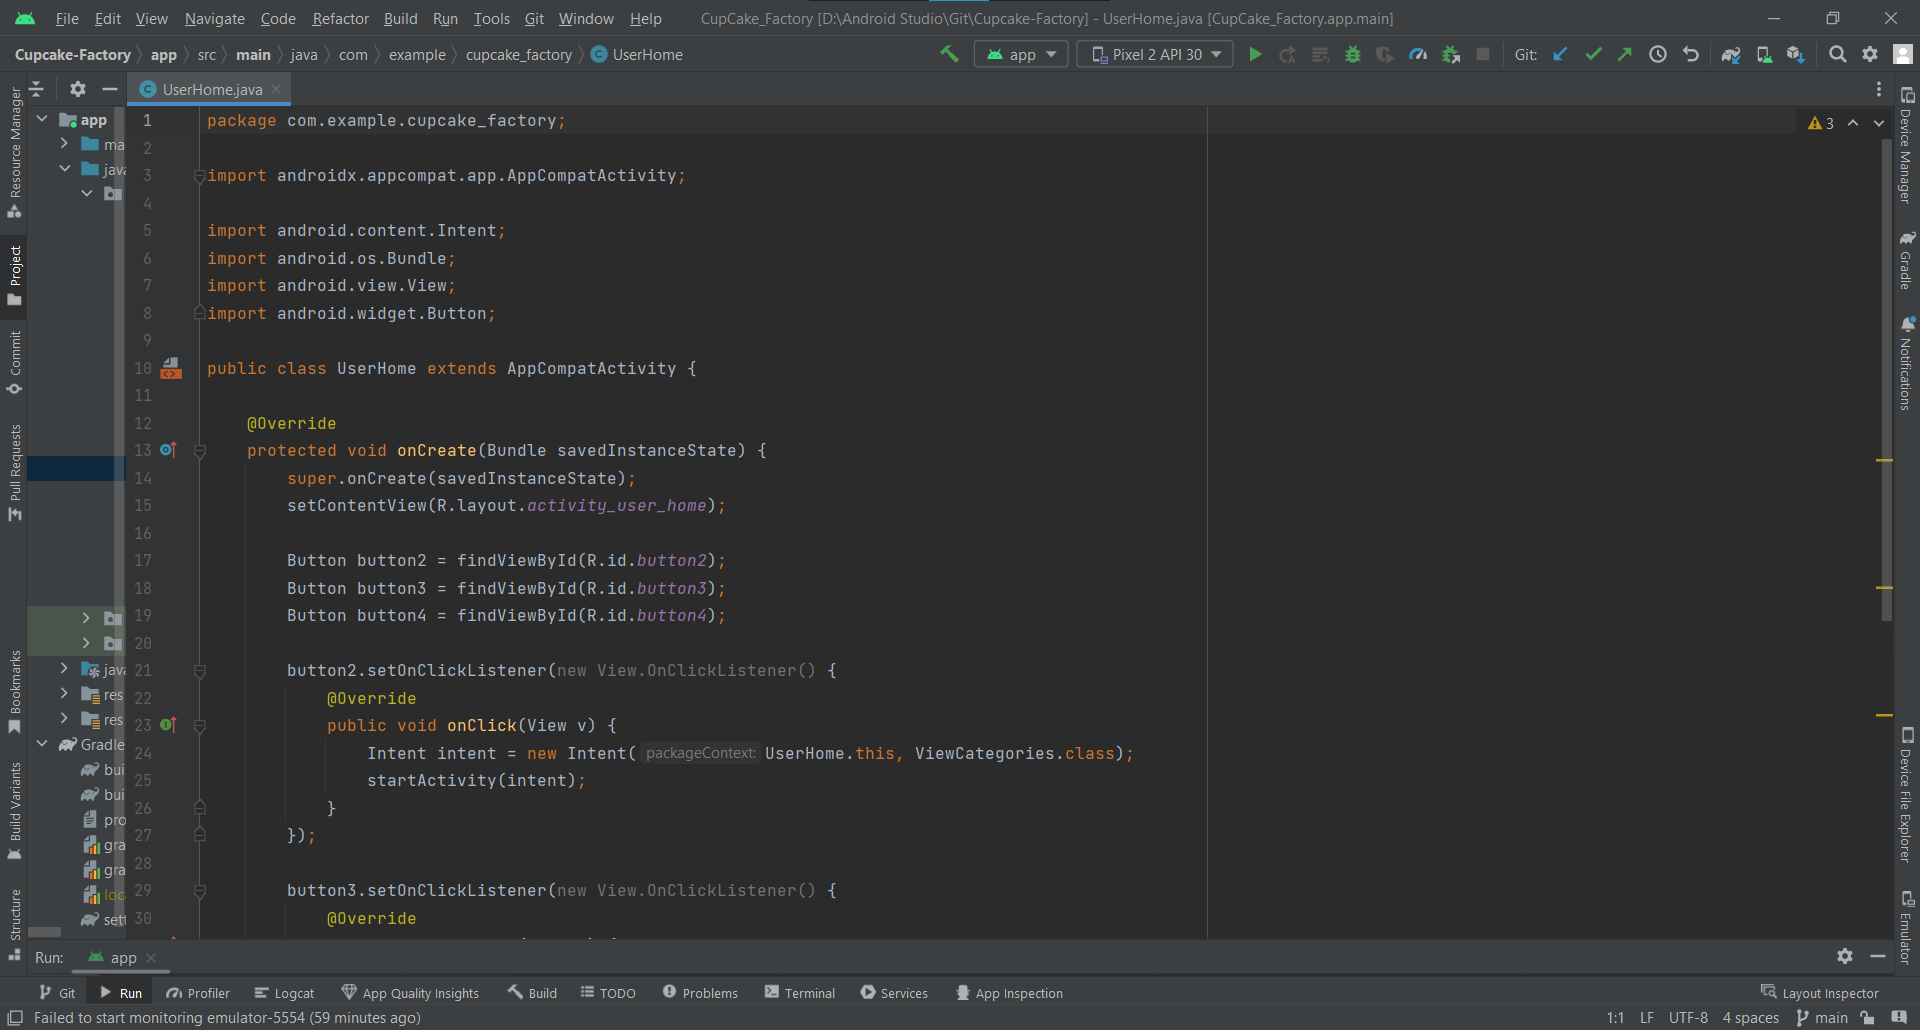 File Edit View Navigate Code Refactor Build Run Tools Git Window Help CupCake_Factory [D:\Android Studio\Git\Cupcake-Factory] - UserHome.java [CupCake_Factory.app.main]
Cupcake-Factory app src main java com example cupcake_factory UserHome app Pixel 2 API 30 Git:
UserHome.java
Resource Manager
Project
Commit
Pull Requests
Bookmarks
Build Variants
Structure
app
ma
java
java
res
res
Gradle
bui
bui
pro
gra
gra
loc
sett
1 package com.example.cupcake_factory;
2
3 import androidx.appcompat.app.AppCompatActivity;
4
5 import android.content.Intent;
6 import android.os.Bundle;
7 import android.view.View;
8 import android.widget.Button;
9
10 public class UserHome extends AppCompatActivity {
11
12 @Override
13 protected void onCreate(Bundle savedInstanceState) {
14 super.onCreate(savedInstanceState);
15 setContentView(R.layout.activity_user_home);
16
17 Button button2 = findViewById(R.id.button2);
18 Button button3 = findViewById(R.id.button3);
19 Button button4 = findViewById(R.id.button4);
20
21 button2.setOnClickListener(new View.OnClickListener() {
22 @Override
23 public void onClick(View v) {
24 Intent intent = new Intent( packageContext: UserHome.this, ViewCategories.class);
25 startActivity(intent);
26 }
27 });
28
29 button3.setOnClickListener(new View.OnClickListener() {
30 @Override
3
Device Manager
Gradle
Notifications
Device File Explorer
Emulator
Run: app
Git Run Profiler Logcat App Quality Insights Build TODO Problems Terminal Services App Inspection Layout Inspector
Failed to start monitoring emulator-5554 (59 minutes ago) 1:1 LF UTF-8 4 spaces main